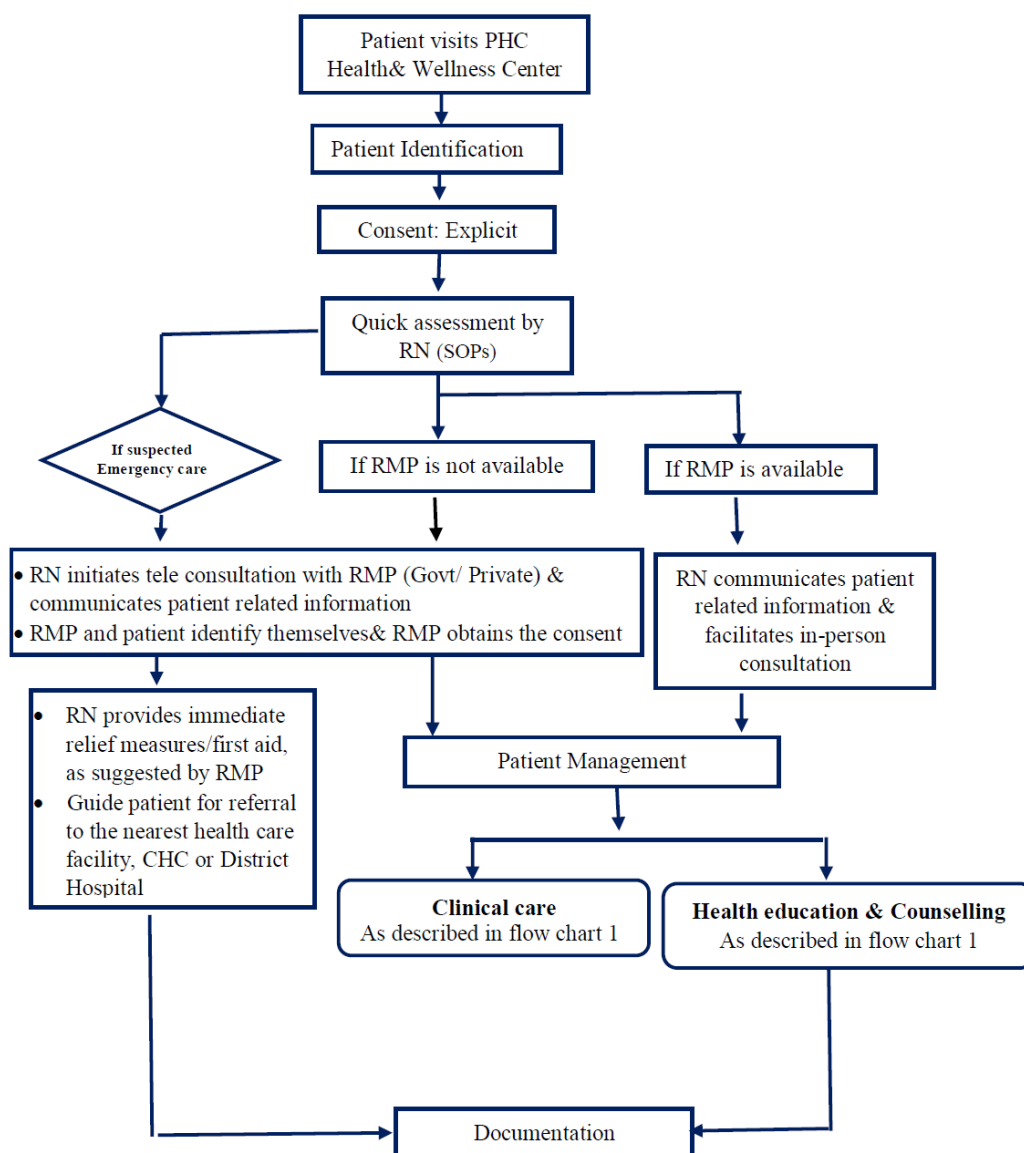 Patient visits PHC
Health& Wellness Center
Patient Identification
Consent: Explicit
Quick assessment by
RN (SOPs)
If suspected
Emergency care
If RMP is not available
If RMP is available
• RN initiates tele consultation with RMP (Govt/ Private) &
communicates patient related information
• RMP and patient identify themselves& RMP obtains the consent
RN communicates patient
related information &
facilitates in-person
consultation
• RN provides immediate
relief measures/first aid,
as suggested by RMP
• Guide patient for referral
to the nearest health care
facility, CHC or District
Hospital
Patient Management
Clinical care
As described in flow chart 1
Health education & Counselling
As described in flow chart 1
Documentation